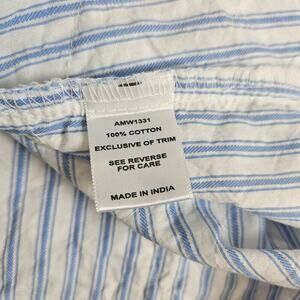 AMW1331
100% COTTON
EXCLUSIVE OF TRIM
SEE REVERSE
FOR CARE
MADE IN INDIA